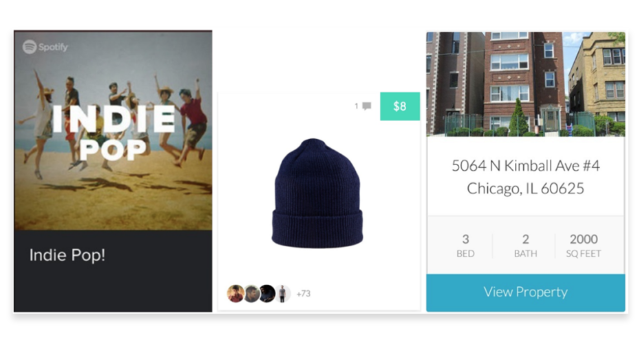 Spotify
INDIE
POP
Indie Pop!
1
$8
+73
5064 N Kimball Ave #4
Chicago, IL 60625
3 2 2000
BED BATH SQ FEET
View Property